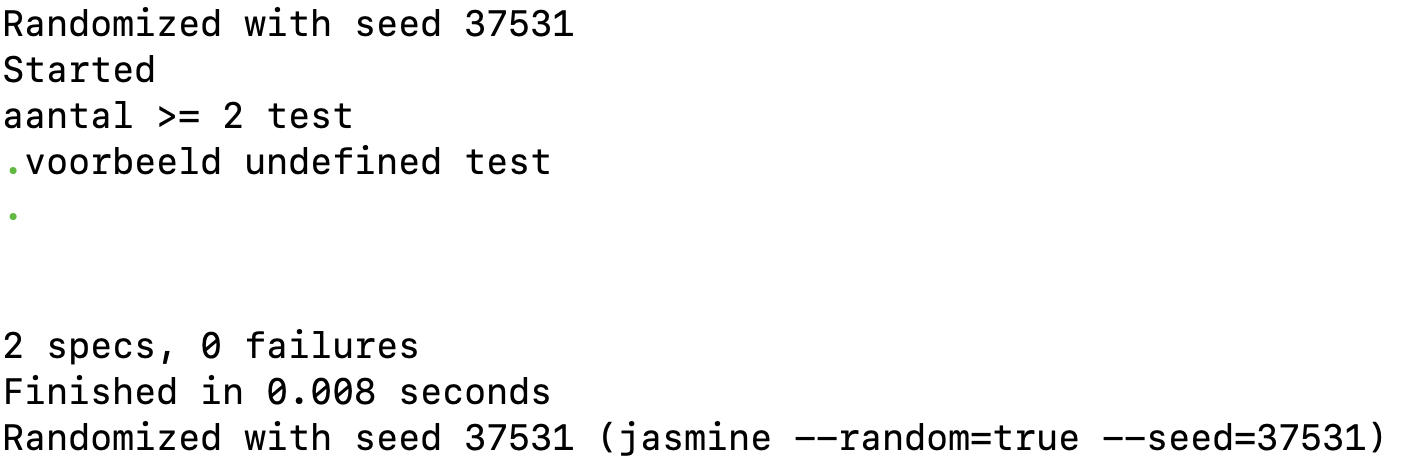 Randomized with seed 37531
Started
aantal >= 2 test
.voorbeeld undefined test
.
2 specs, 0 failures
Finished in 0.008 seconds
Randomized with seed 37531 (jasmine --random=true --seed=37531)